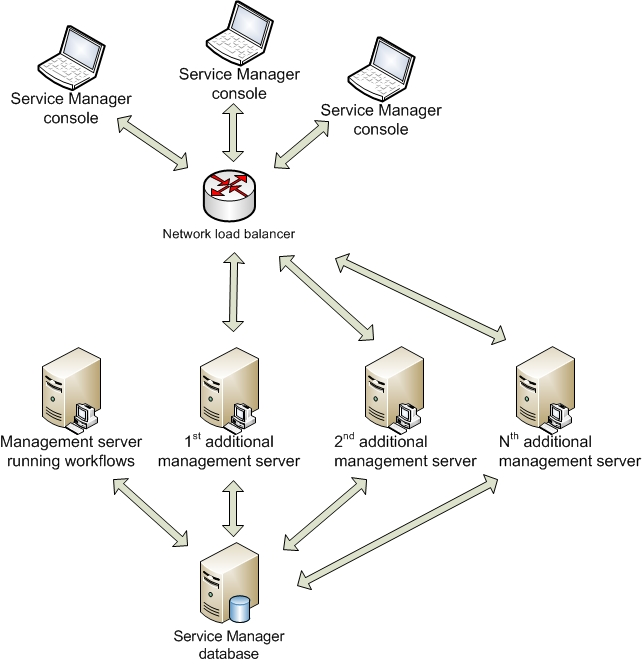 Service Manager
console
Service Manager
console
Service Manager
console
Network load balancer
Management server
running workflows
1st additional
management server
2nd additional
management server
Nth additional
management server
Service Manager
database